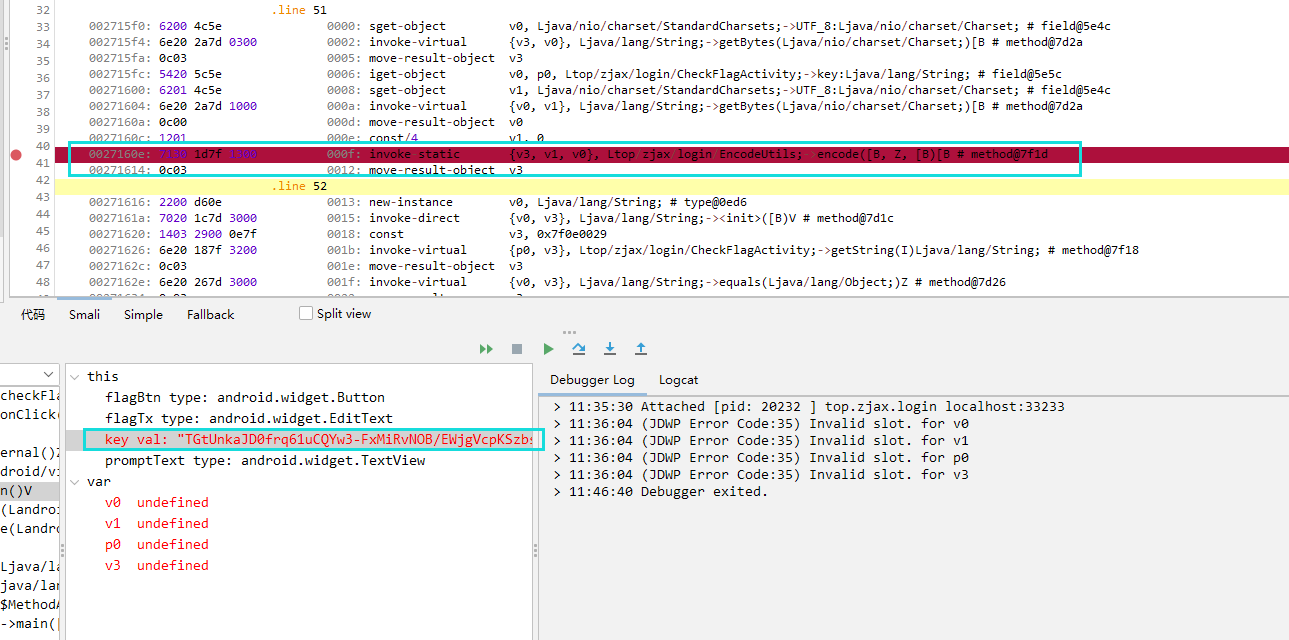 32 .line 51
33 002715f0: 6200 4c5e 0000: sget-object v0, Ljava/nio/charset/StandardCharsets;->UTF_8:Ljava/nio/charset/Charset; # field@5e4c
34 002715f4: 6e20 2a7d 0300 0002: invoke-virtual {v3, v0}, Ljava/lang/String;->getBytes(Ljava/nio/charset/Charset;)[B # method@7d2a
35 002715fa: 0c03 0005: move-result-object v3
36 002715fc: 5420 5c5e 0006: iget-object v0, p0, Ltop/zjax/login/CheckFlagActivity;->key:Ljava/lang/String; # field@5e5c
37 00271600: 6201 4c5e 0008: sget-object v1, Ljava/nio/charset/StandardCharsets;->UTF_8:Ljava/nio/charset/Charset; # field@5e4c
38 00271604: 6e20 2a7d 1000 000a: invoke-virtual {v0, v1}, Ljava/lang/String;->getBytes(Ljava/nio/charset/Charset;)[B # method@7d2a
39 0027160a: 0c00 000d: move-result-object v0
40 0027160c: 1201 000e: const/4 v1, 0
41 0027160e: 1d7f 000f: invoke-static {v3, v1, v0}, Ltop zjax login EncodeUtils; encode([B, Z, [B)[B # method@7f1d
42 00271614: 0c03 0012: move-result-object v3
43 .line 52
44 00271616: 2200 d60e 0013: new-instance v0, Ljava/lang/String; # type@0ed6
45 0027161a: 7020 1c7d 3000 0015: invoke-direct {v0, v3}, Ljava/lang/String;-><init>([B)V # method@7d1c
46 00271620: 1403 2900 0e7f 0018: const v3, 0x7f0e0029
47 00271626: 6e20 187f 3200 001b: invoke-virtual {p0, v3}, Ltop/zjax/login/CheckFlagActivity;->getString(I)Ljava/lang/String; # method@7f18
48 0027162c: 0c03 001e: move-result-object v3
0027162e: 6e20 267d 3000 001f: invoke-virtual {v0, v3}, Ljava/lang/String;->equals(Ljava/lang/Object;)Z # method@7d26
代码 Smali Simple Fallback Split view
checkFla
onClick(
ernal()Z
droid/vi
n()V
(Landroi
e(Landro
Ljava/la
java/lan
$MethodA
->main([
this
flagBtn type: android.widget.Button
flagTx type: android.widget.EditText
key val: "TGtUnkaJD0frq61uCQYw3-FxMiRvNOB/EWjgVcpKSzbs
promptText type: android.widget.TextView
var
v0 undefined
v1 undefined
p0 undefined
v3 undefined
Debugger Log Logcat
> 11:35:30 Attached [pid: 20232 ] top.zjax.login localhost:33233
> 11:36:04 (JDWP Error Code:35) Invalid slot. for v0
> 11:36:04 (JDWP Error Code:35) Invalid slot. for v1
> 11:36:04 (JDWP Error Code:35) Invalid slot. for p0
> 11:36:04 (JDWP Error Code:35) Invalid slot. for v3
> 11:46:40 Debugger exited.